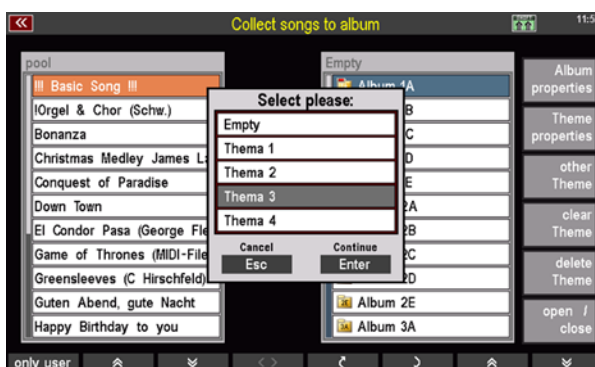 Collect songs to album
11:5
pool
!!! Basic Song !!!
!Orgel & Chor (Schw.)
Bonanza
Christmas Medley James L
Conquest of Paradise
Down Town
El Condor Pasa (George Fle
Game of Thrones (MIDI-File
Greensleeves (C Hirschfeld)
Guten Abend, gute Nacht
Happy Birthday to you
Select please:
Empty
Thema 1
Thema 2
Thema 3
Thema 4
Cancel
Esc
Continue
Enter
Empty
Album 1A
B
C
D
E
2A
2B
2C
2D
Album 2E
Album 3A
Album
properties
Theme
properties
other
Theme
clear
Theme
delete
Theme
open /
close
only user